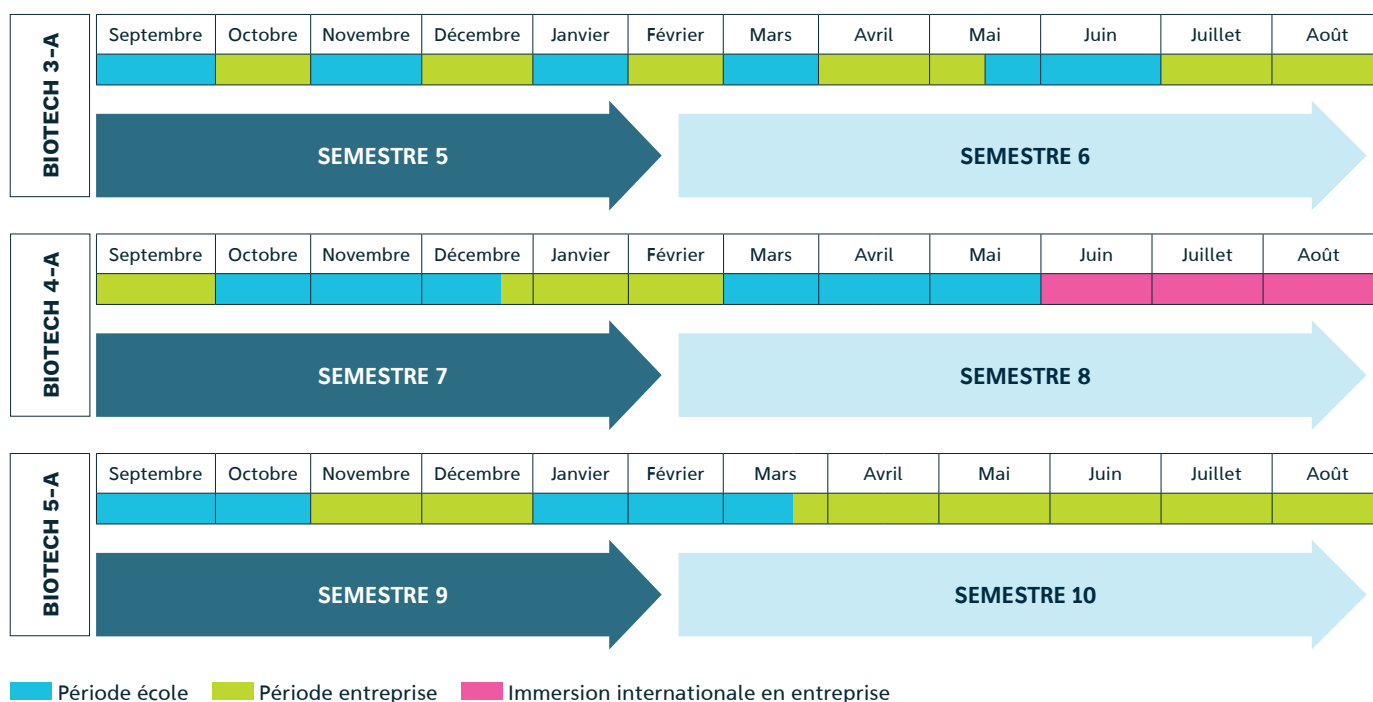 BIOTECH 3-A
Septembre Octobre Novembre Décembre Janvier Février Mars Avril Mai Juin Juillet Août
SEMESTRE 5 SEMESTRE 6
BIOTECH 4-A
Septembre Octobre Novembre Décembre Janvier Février Mars Avril Mai Juin Juillet Août
SEMESTRE 7 SEMESTRE 8
BIOTECH 5-A
Septembre Octobre Novembre Décembre Janvier Février Mars Avril Mai Juin Juillet Août
SEMESTRE 9 SEMESTRE 10
Période école Période entreprise Immersion internationale en entreprise